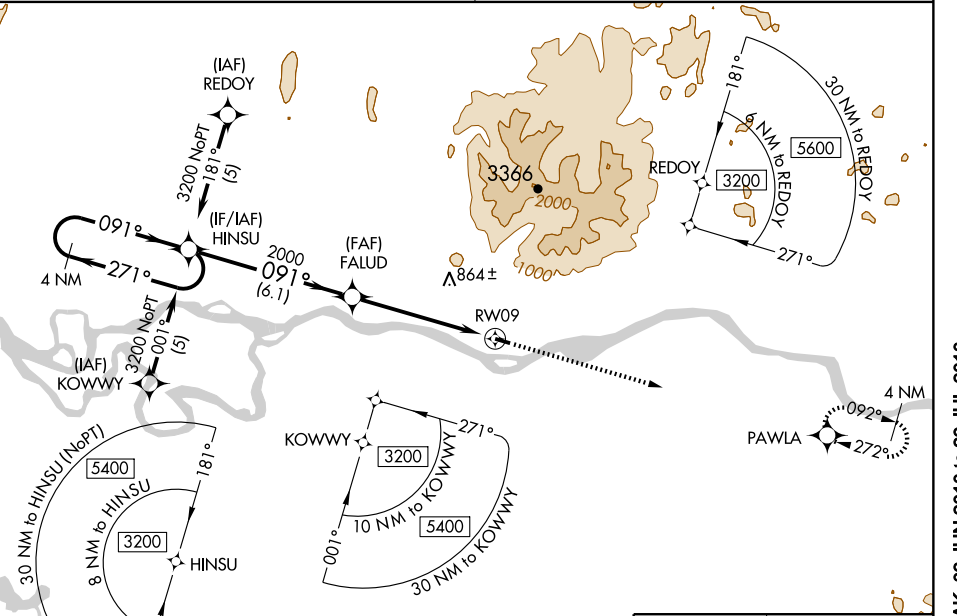 (IAF)
REDOY
3200 NoPT
181°
(5)
091°
(IF/IAF)
HINSU
4 NM
271°
2000
091°
(6.1)
(FAF)
FALUD
3200 NoPT
001°
(5)
(IAF)
KOWWY
3366
2000
1000
864±
RW09
181°
30 NM to REDOY
6 NM to REDOY
5600
REDOY
3200
271°
4 NM
092°
272°
PAWLA
30 NM to HINSU (NoPT)
5400
181°
8 NM to HINSU
3200
HINSU
KOWWY
271°
3200
10 NM to KOWWY
5400
001°
30 NM to KOWWY